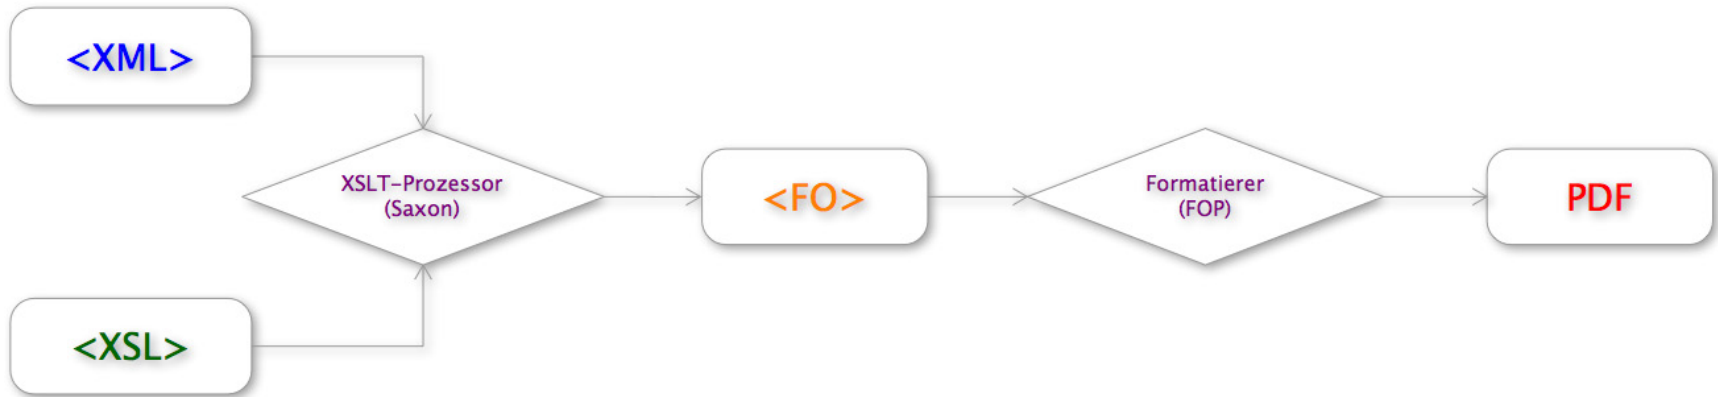 <XML>
XSLT-Prozessor
(Saxon)
<FO>
Formatierer
(FOP)
PDF
<XSL>